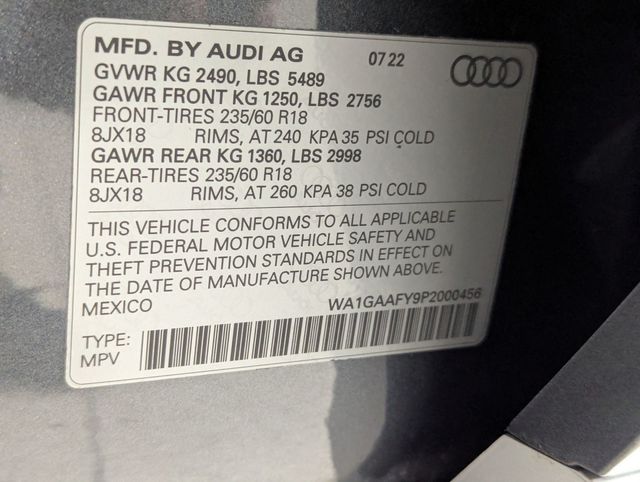 MFD. BY AUDI AG 07 22
GVWR KG 2490, LBS 5489
GAWR FRONT KG 1250, LBS 2756
FRONT-TIRES 235/60 R18
8JX18 RIMS, AT 240 KPA 35 PSI COLD
GAWR REAR KG 1360, LBS 2998
REAR-TIRES 235/60 R18
8JX18 RIMS, AT 260 KPA 38 PSI COLD
THIS VEHICLE CONFORMS TO ALL APPLICABLE
U.S. FEDERAL MOTOR VEHICLE SAFETY AND
THEFT PREVENTION STANDARDS IN EFFECT ON
THE DATE OF MANUFACTURE SHOWN ABOVE.
MEXICO WA1GAAFY9P2000456
TYPE:
MPV